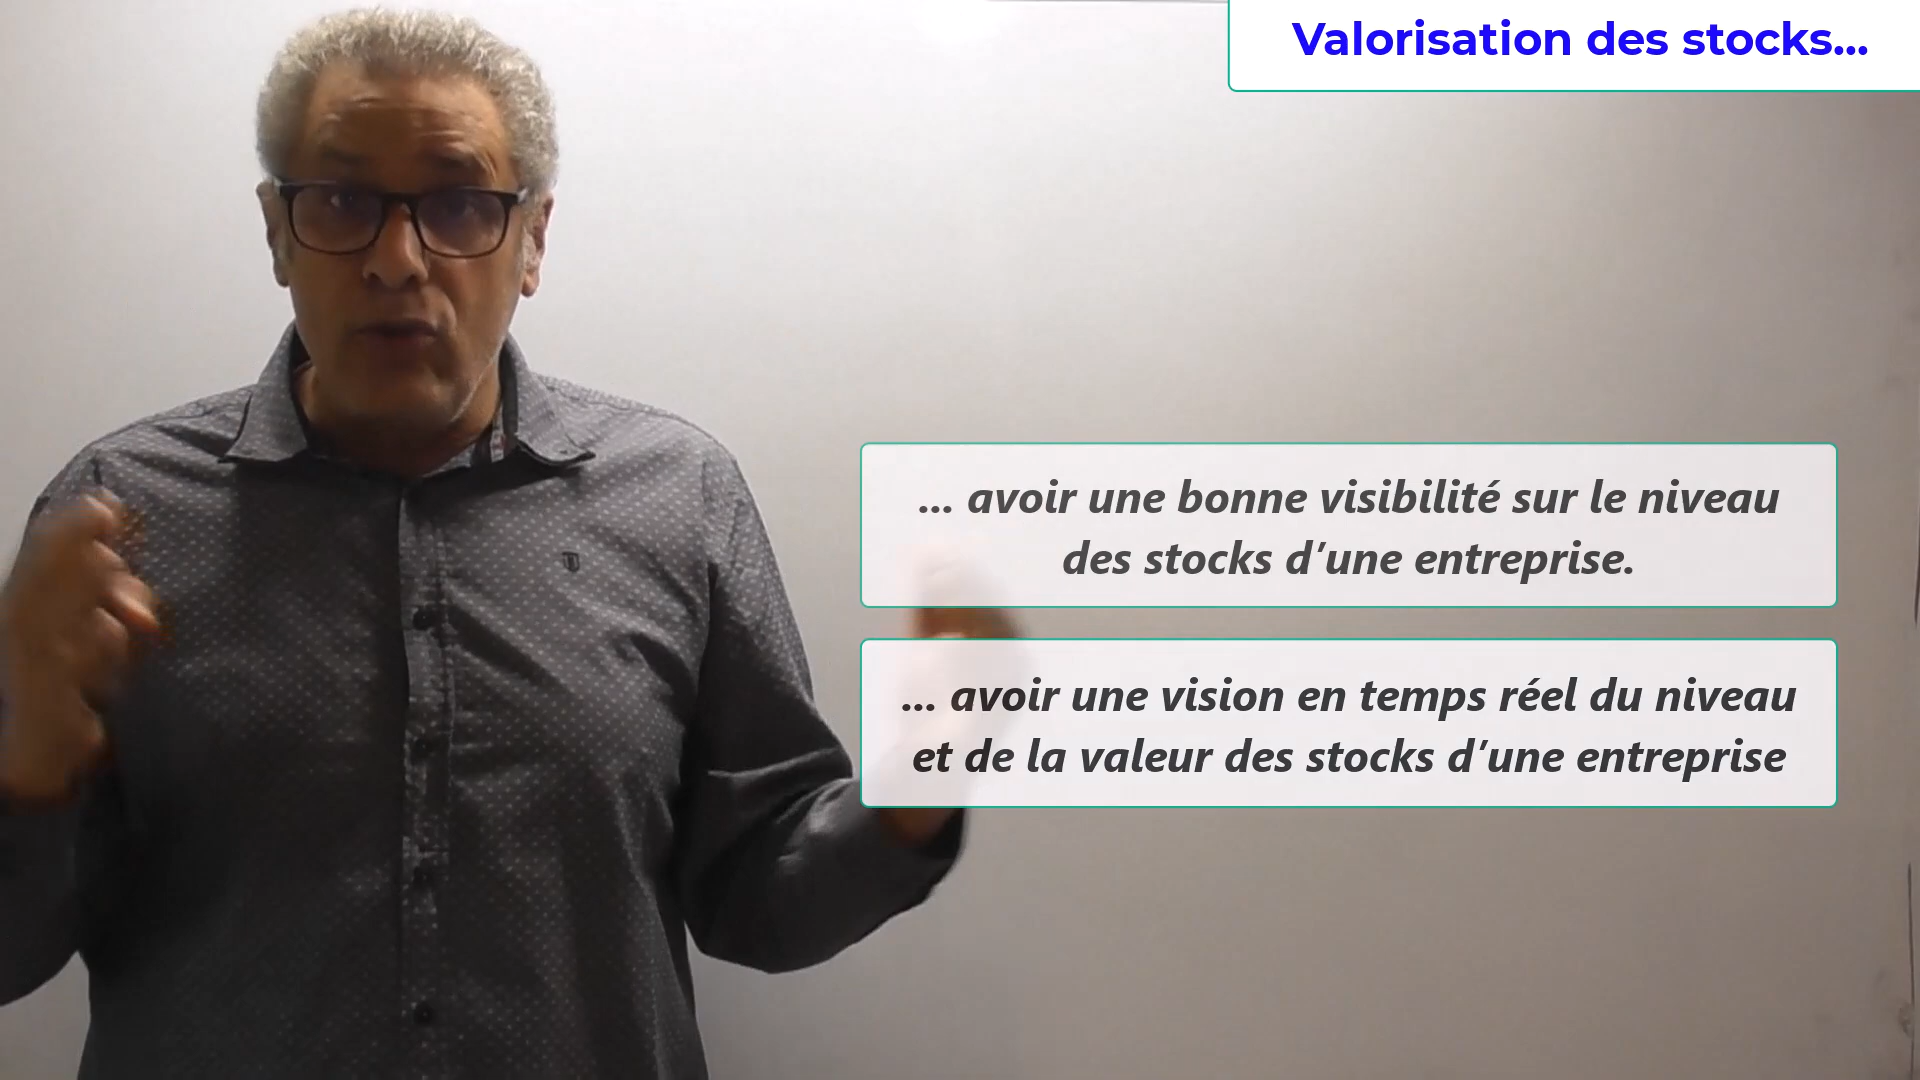 Valorisation des stocks...
... avoir une bonne visibilité sur le niveau
des stocks d’une entreprise.
... avoir une vision en temps réel du niveau
et de la valeur des stocks d’une entreprise